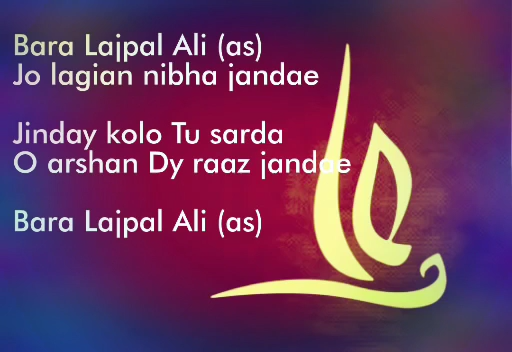 Bara Lajpal Ali (as)
Jo lagian nibha jandae
Jinday kolo Tu sarda
O arshan Dy raaz jandae
Bara Lajpal Ali (as)